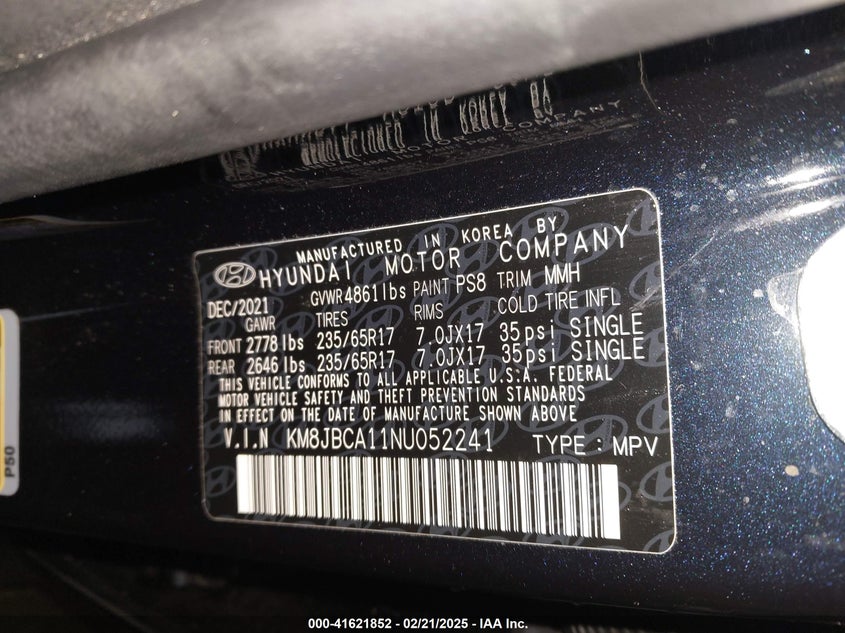 MANUFACTURED IN KOREA BY
HYUNDAI MOTOR COMPANY
DEC/2021 GVWR 4861 lbs PAINT PS8 TRIM MMH
GAWR TIRES RIMS COLD TIRE INFL
FRONT 2778 lbs 235/65R17 7.0JX17 35psi SINGLE
REAR 2646 lbs 235/65R17 7.0JX17 35psi SINGLE
THIS VEHICLE CONFORMS TO ALL APPLICABLE U.S.A. FEDERAL
MOTOR VEHICLE SAFETY AND THEFT PREVENTION STANDARDS
IN EFFECT ON THE DATE OF MANUFACTURE SHOWN ABOVE
V.I.N KM8JBCA11NU052241 TYPE : MPV
P50
000-41621852 - 02/21/2025 - IAA Inc.